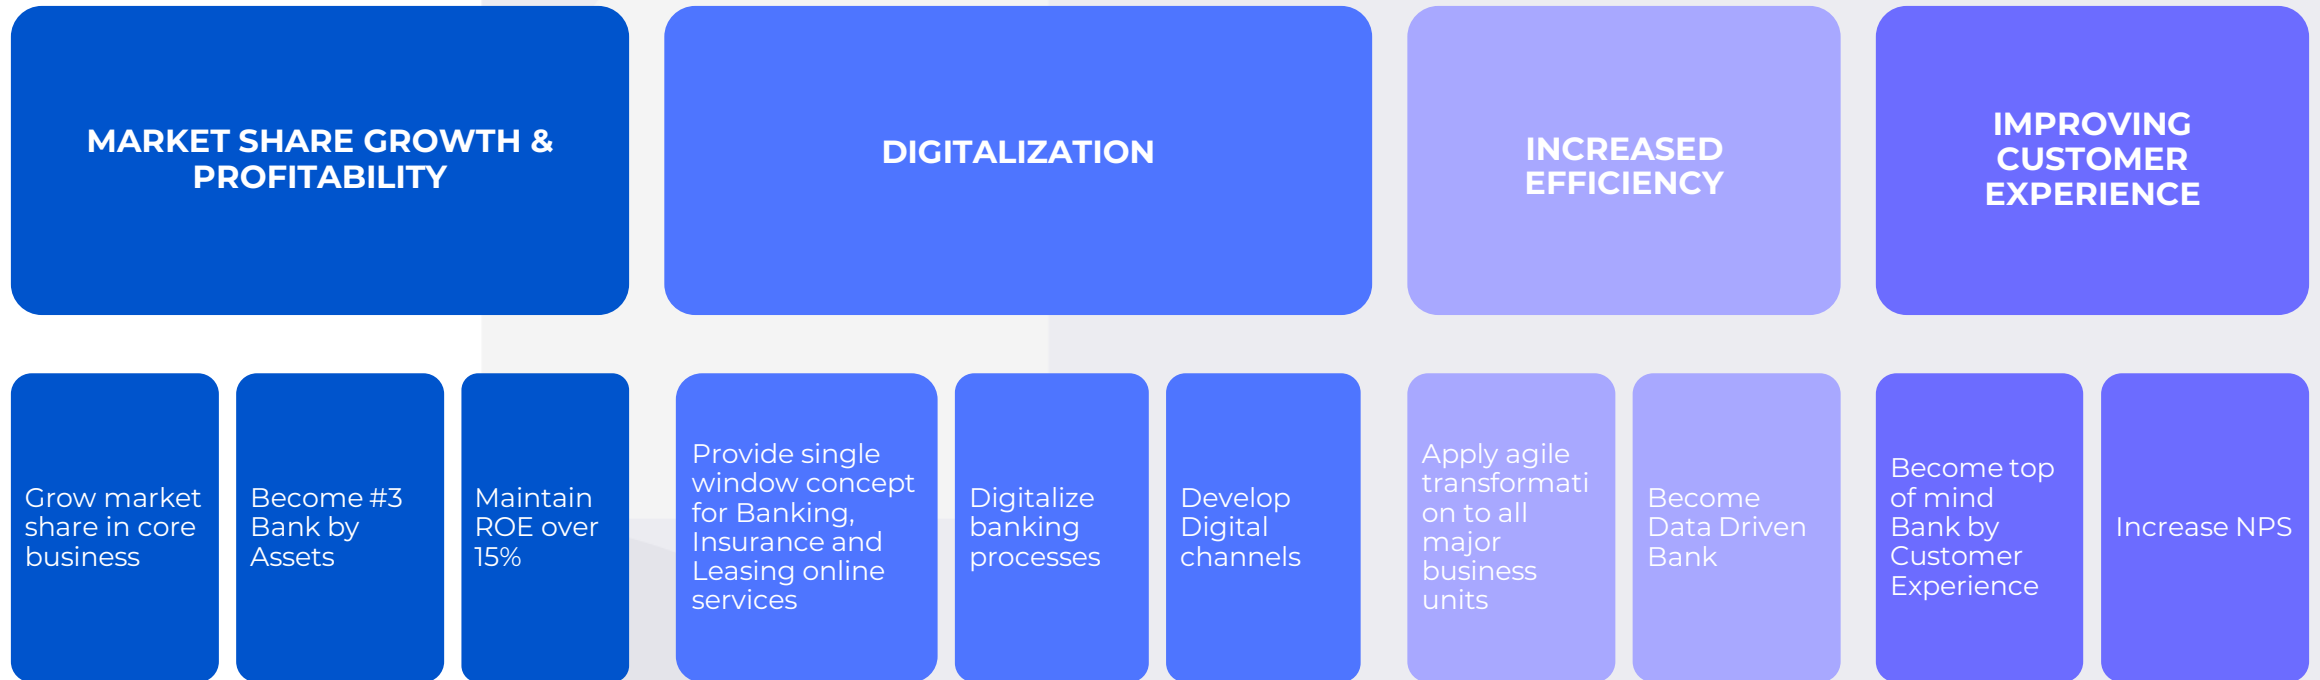 MARKET SHARE GROWTH &
PROFITABILITY
DIGITALIZATION
INCREASED
EFFICIENCY
IMPROVING
CUSTOMER
EXPERIENCE
Grow market
share in core
business
Become #3
Bank by
Assets
Maintain
ROE over
15%
Provide single
window concept
for Banking,
Insurance and
Leasing online
services
Digitalize
banking
processes
Develop
Digital
channels
Apply agile
transformati
on to all
major
business
units
Become
Data Driven
Bank
Become top
of mind
Bank by
Customer
Experience
Increase NPS